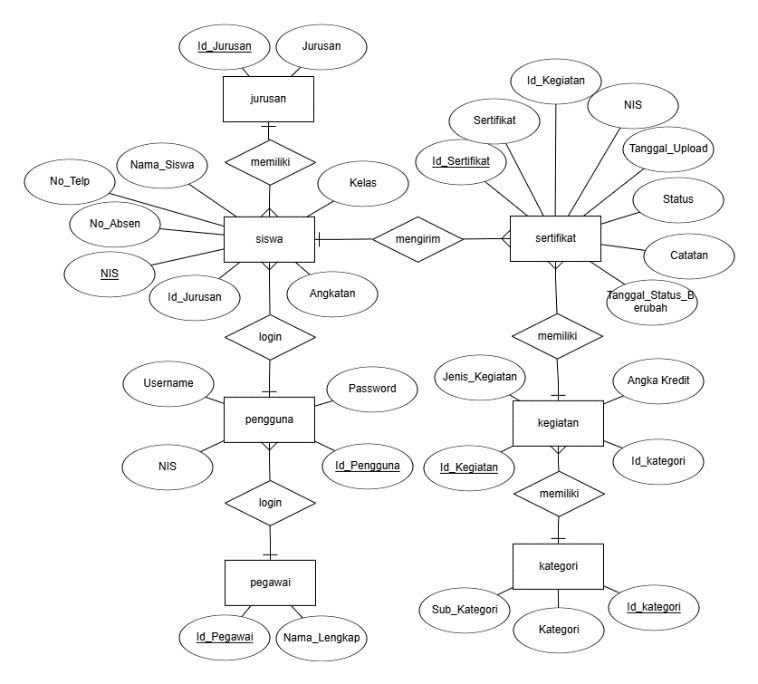 Id_Jurusan
Jurusan
jurusan
memiliki
Nama_Siswa
No_Telp
Kelas
No_Absen
siswa
NIS
Id_Jurusan
Angkatan
mengirim
Id_Kegiatan
Sertifikat
NIS
Id_Sertifikat
Tanggal_Upload
Status
sertifikat
Catatan
Tanggal_Status_B
erubah
login
memiliki
Username
Password
pengguna
NIS
Id_Pengguna
Jenis_Kegiatan
Angka Kredit
kegiatan
Id_Kegiatan
Id_kategori
login
memiliki
pegawai
Id_Pegawai
Nama_Lengkap
kategori
Sub_Kategori
Kategori
Id_kategori